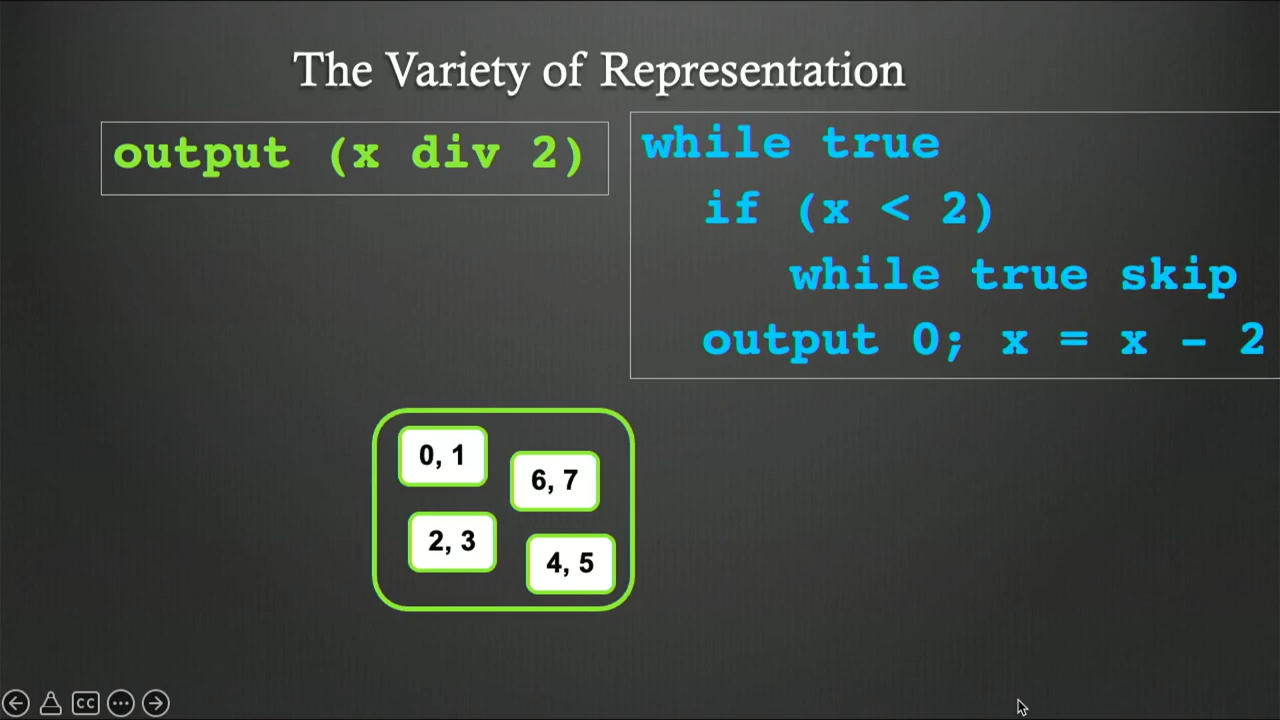 The Variety of Representation
output (x div 2)
while true
if (x < 2)
while true skip
output 0; x = x - 2
0, 1
6, 7
2, 3
4, 5
CC